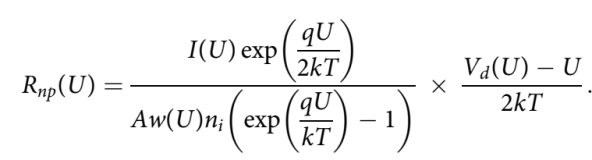 R_{np}(U) = \frac{I(U) \exp\left(\frac{qU}{2kT}\right)}{Aw(U)n_i\left(\exp\left(\frac{qU}{kT}\right) - 1\right)} \times \frac{V_d(U) - U}{2kT}.